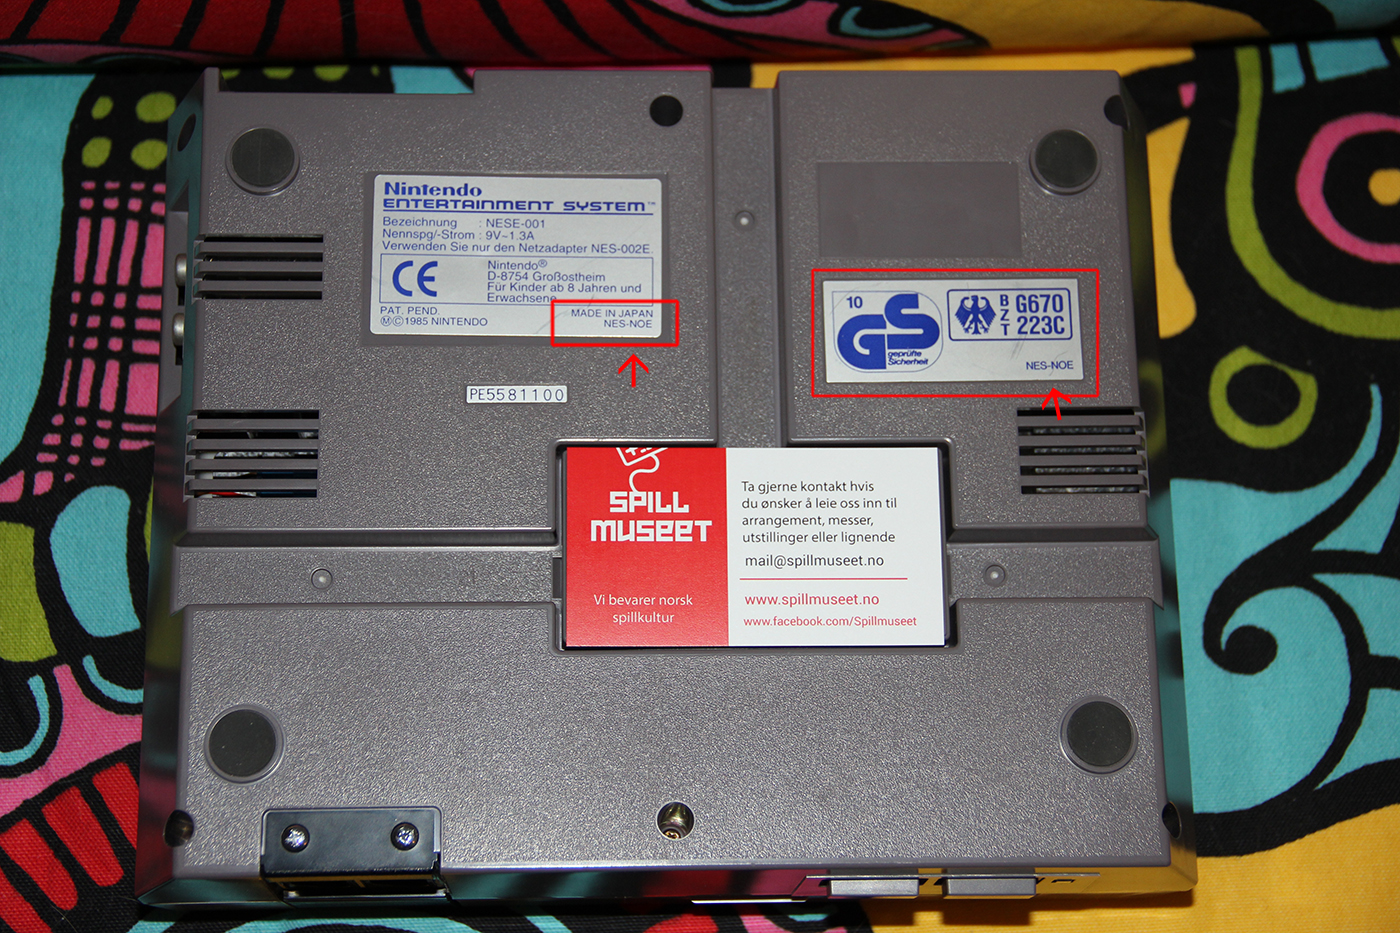 Nintendo
ENTERTAINMENT SYSTEM™
Bezeichnung : NESE-001
Nennspg/-Strom : 9V~1.3A
Verwenden Sie nur den Netzadapter NES-002E.
CE
Nintendo®
D-8754 Großostheim
Für Kinder ab 8 Jahren und
Erwachsene
PAT. PEND.
Ⓜ©1985 NINTENDO
MADE IN JAPAN
NES-NOE
PE5581100
10
GS
geprüfte
Sicherheit
BZT
G670
223C
NES-NOE
SPILL
MUSEET
Vi bevarer norsk
spillkultur
Ta gjerne kontakt hvis
du ønsker å leie oss inn til
arrangement, messer,
utstillinger eller lignende
mail@spillmuseet.no
www.spillmuseet.no
www.facebook.com/Spillmuseet